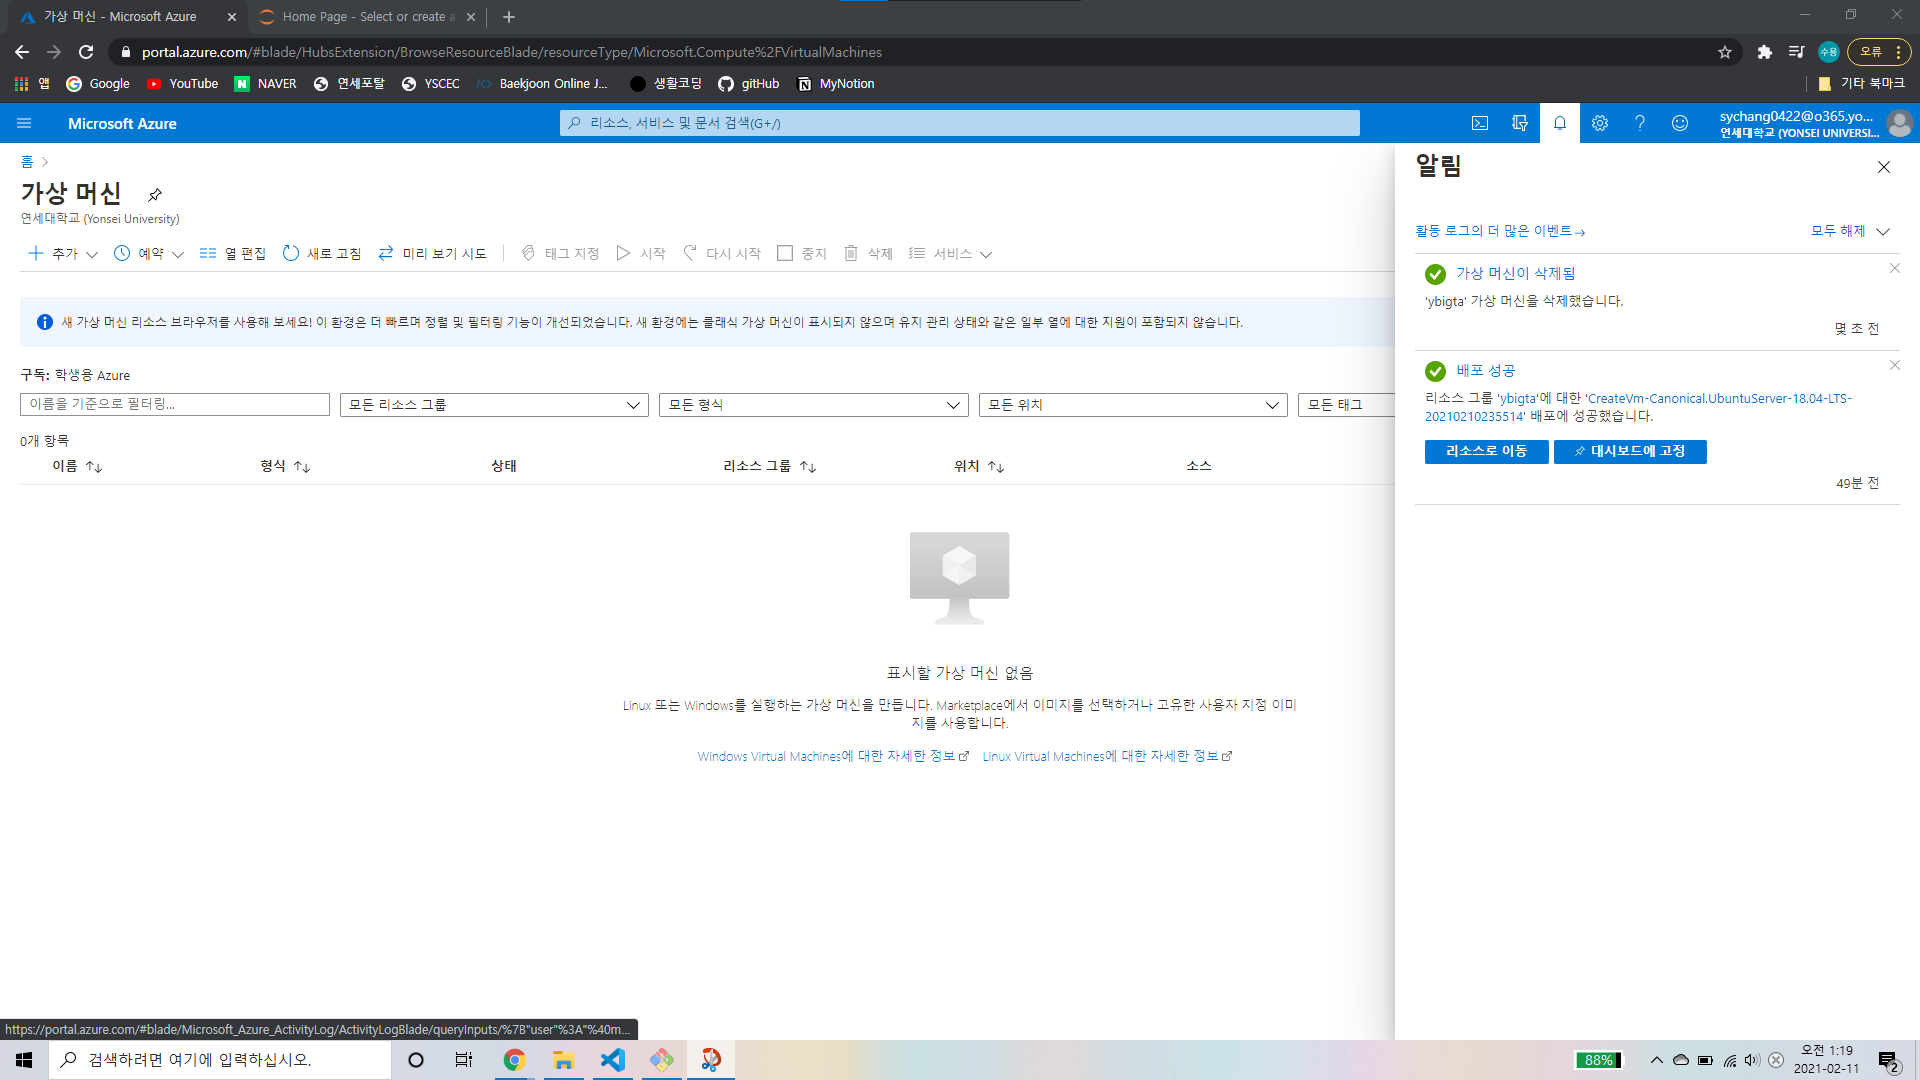 가상 머신 - Microsoft Azure
Home Page - Select or create a
portal.azure.com/#blade/HubsExtension/BrowseResourceBlade/resourceType/Microsoft.Compute%2FVirtualMachines
수용
오류
앱
Google
YouTube
NAVER
연세포탈
YSCEC
Baekjoon Online J...
생활코딩
gitHub
MyNotion
기타 북마크
Microsoft Azure
리소스, 서비스 및 문서 검색(G+/)
sychang0422@o365.yo...
연세대학교 (YONSEI UNIVERSI...
홈
가상 머신
연세대학교 (Yonsei University)
추가
예약
열 편집
새로 고침
미리 보기 시도
태그 지정
시작
다시 시작
중지
삭제
서비스
새 가상 머신 리소스 브라우저를 사용해 보세요! 이 환경은 더 빠르며 정렬 및 필터링 기능이 개선되었습니다. 새 환경에는 클래식 가상 머신이 표시되지 않으며 유지 관리 상태와 같은 일부 열에 대한 지원이 포함되지 않습니다.
구독: 학생용 Azure
이름을 기준으로 필터링...
모든 리소스 그룹
모든 형식
모든 위치
모든 태그
0개 항목
이름
형식
상태
리소스 그룹
위치
소스
표시할 가상 머신 없음
Linux 또는 Windows를 실행하는 가상 머신을 만듭니다. Marketplace에서 이미지를 선택하거나 고유한 사용자 지정 이미
지를 사용합니다.
Windows Virtual Machines에 대한 자세한 정보
Linux Virtual Machines에 대한 자세한 정보
알림
활동 로그의 더 많은 이벤트→
모두 해제
가상 머신이 삭제됨
'ybigta' 가상 머신을 삭제했습니다.
몇 초 전
배포 성공
리소스 그룹 'ybigta'에 대한 'CreateVm-Canonical.UbuntuServer-18.04-LTS-
20210210235514' 배포에 성공했습니다.
리소스로 이동
대시보드에 고정
49분 전
https://portal.azure.com/#blade/Microsoft_Azure_ActivityLog/ActivityLogBlade/queryInputs/%7B"user"%3A"%40m...
검색하려면 여기에 입력하십시오.
88%
오전 1:19
2021-02-11
2